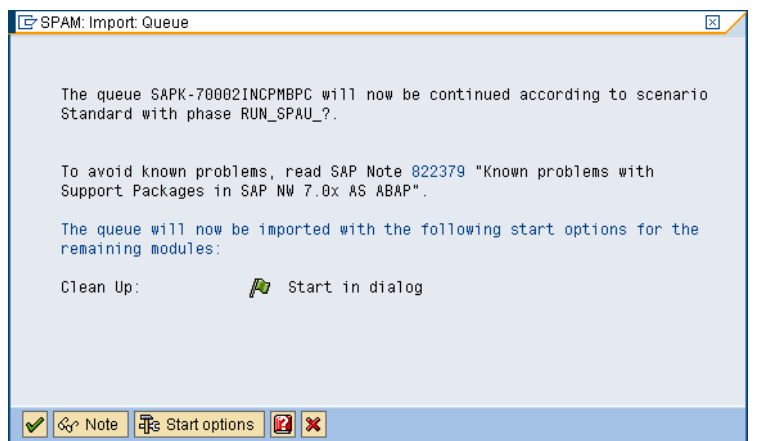 SPAM: Import: Queue
The queue SAPK-70002INCPMBPC will now be continued according to scenario
Standard with phase RUN_SPAU_?.
To avoid known problems, read SAP Note 822379 "Known problems with
Support Packages in SAP NW 7.0x AS ABAP".
The queue will now be imported with the following start options for the
remaining modules:
Clean Up: Start in dialog
Note Start options